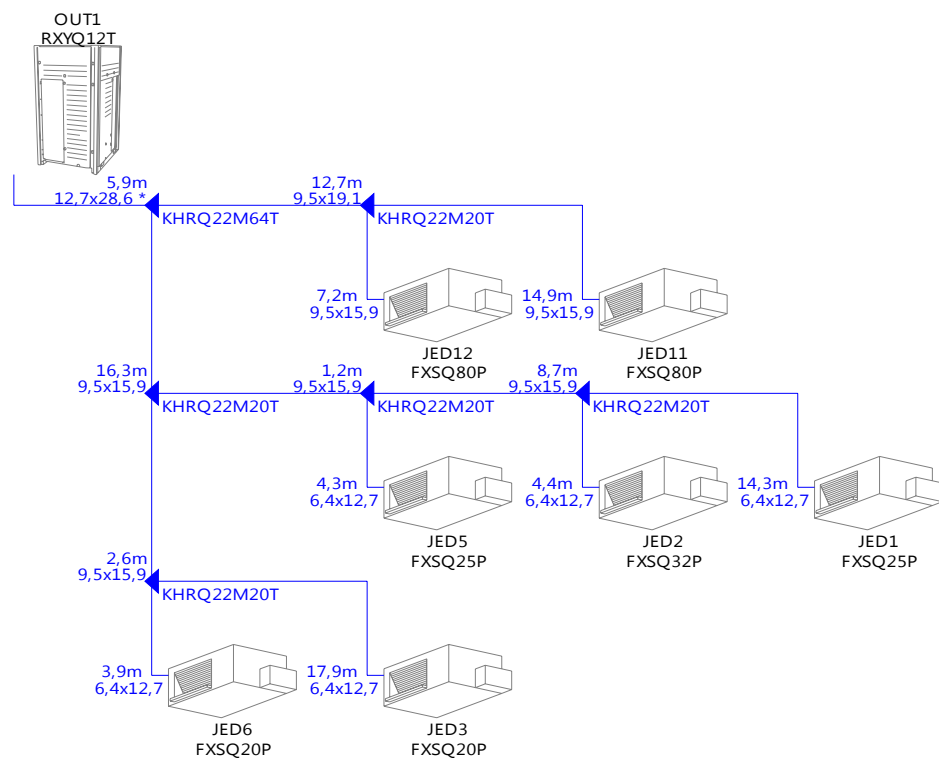 OUT1
RXYQ12T
5,9m
12,7x28,6 *
KHRQ22M64T
12,7m
9,5x19,1
KHRQ22M20T
7,2m
9,5x15,9
JED12
FXSQ80P
14,9m
9,5x15,9
JED11
FXSQ80P
16,3m
9,5x15,9
KHRQ22M20T
1,2m
9,5x15,9
KHRQ22M20T
8,7m
9,5x15,9
KHRQ22M20T
4,3m
6,4x12,7
JED5
FXSQ25P
4,4m
6,4x12,7
JED2
FXSQ32P
14,3m
6,4x12,7
JED1
FXSQ25P
2,6m
9,5x15,9
KHRQ22M20T
3,9m
6,4x12,7
JED6
FXSQ20P
17,9m
6,4x12,7
JED3
FXSQ20P